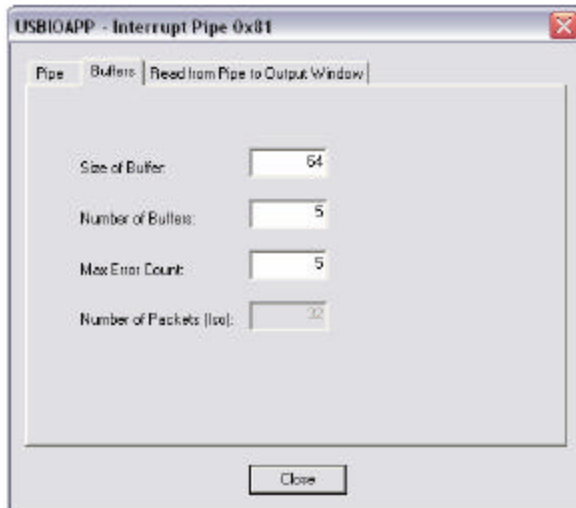 USBIOAPP - Interrupt Pipe 0x81
Pipe Buffers Read from Pipe to Output Window
Size of Buffer: 64
Number of Buffers: 5
Max Error Count: 5
Number of Packets (Iso): 32
Close